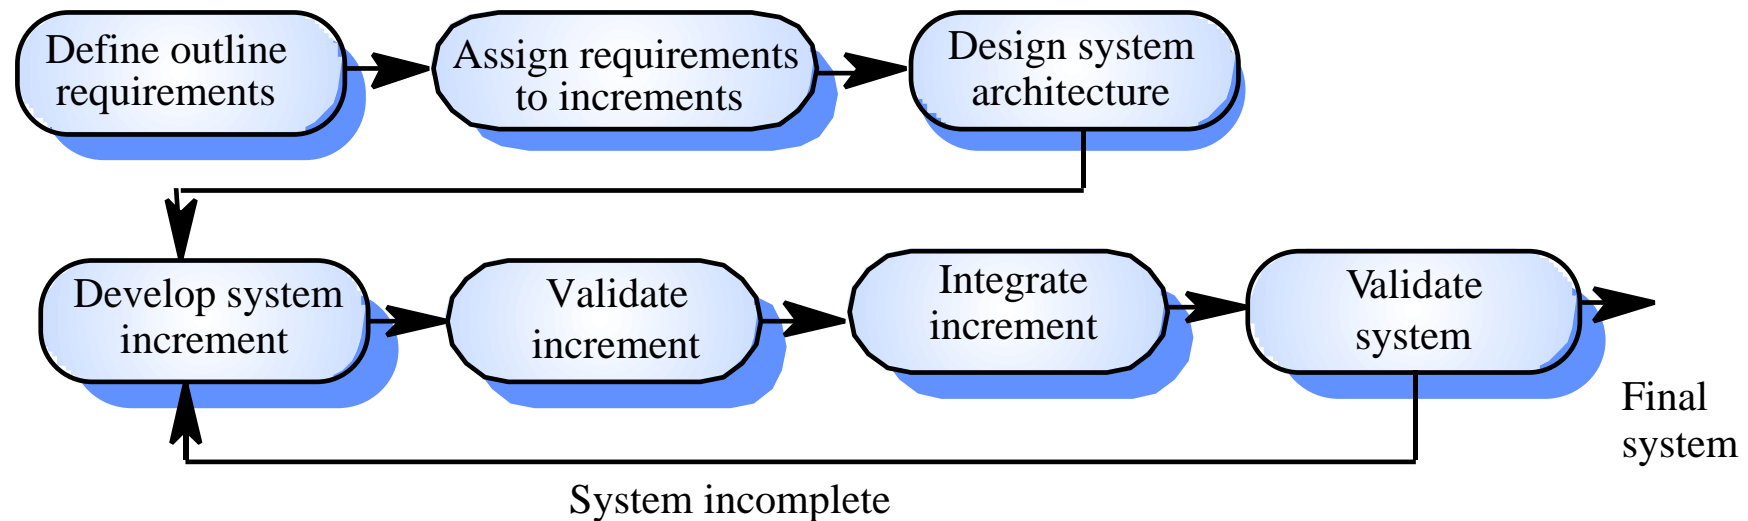 Define outline
requirements
Assign requirements
to increments
Design system
architecture
Develop system
increment
Validate
increment
Integrate
increment
Validate
system
Final
system
System incomplete